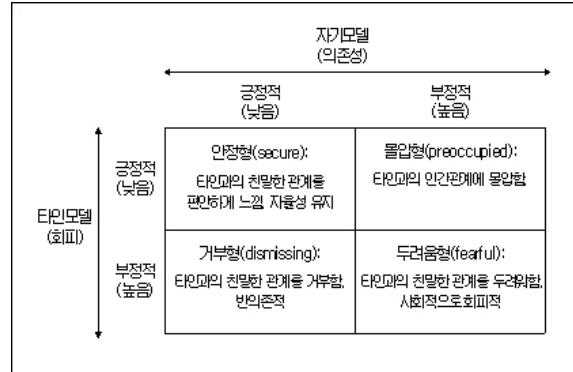 자기모델
(의존성)
긍정적
(낮음)
부정적
(높음)
타인모델
(회피)
긍정적
(낮음)
안정형(secure):
타인과의 친밀한 관계를
편안하게 느낌. 자율성 유지
몰입형(preoccupied):
타인과의 인간관계에 몰입함.
부정적
(높음)
거부형(dismissing):
타인과의 친밀한 관계를 거부함,
반의존적
두려움형(fearful):
타인과의 친밀한 관계를 두려워함,
사회적으로회피적